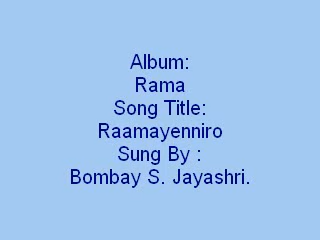 Album:
Rama
Song Title:
Raamayenniro
Sung By :
Bombay S. Jayashri.